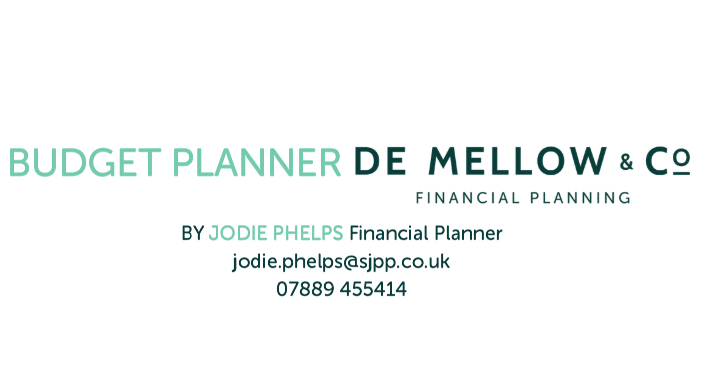 BUDGET PLANNER DE MELLOW & Co
FINANCIAL PLANNING
BY JODIE PHELPS Financial Planner
jodie.phelps@sjpp.co.uk
07889 455414